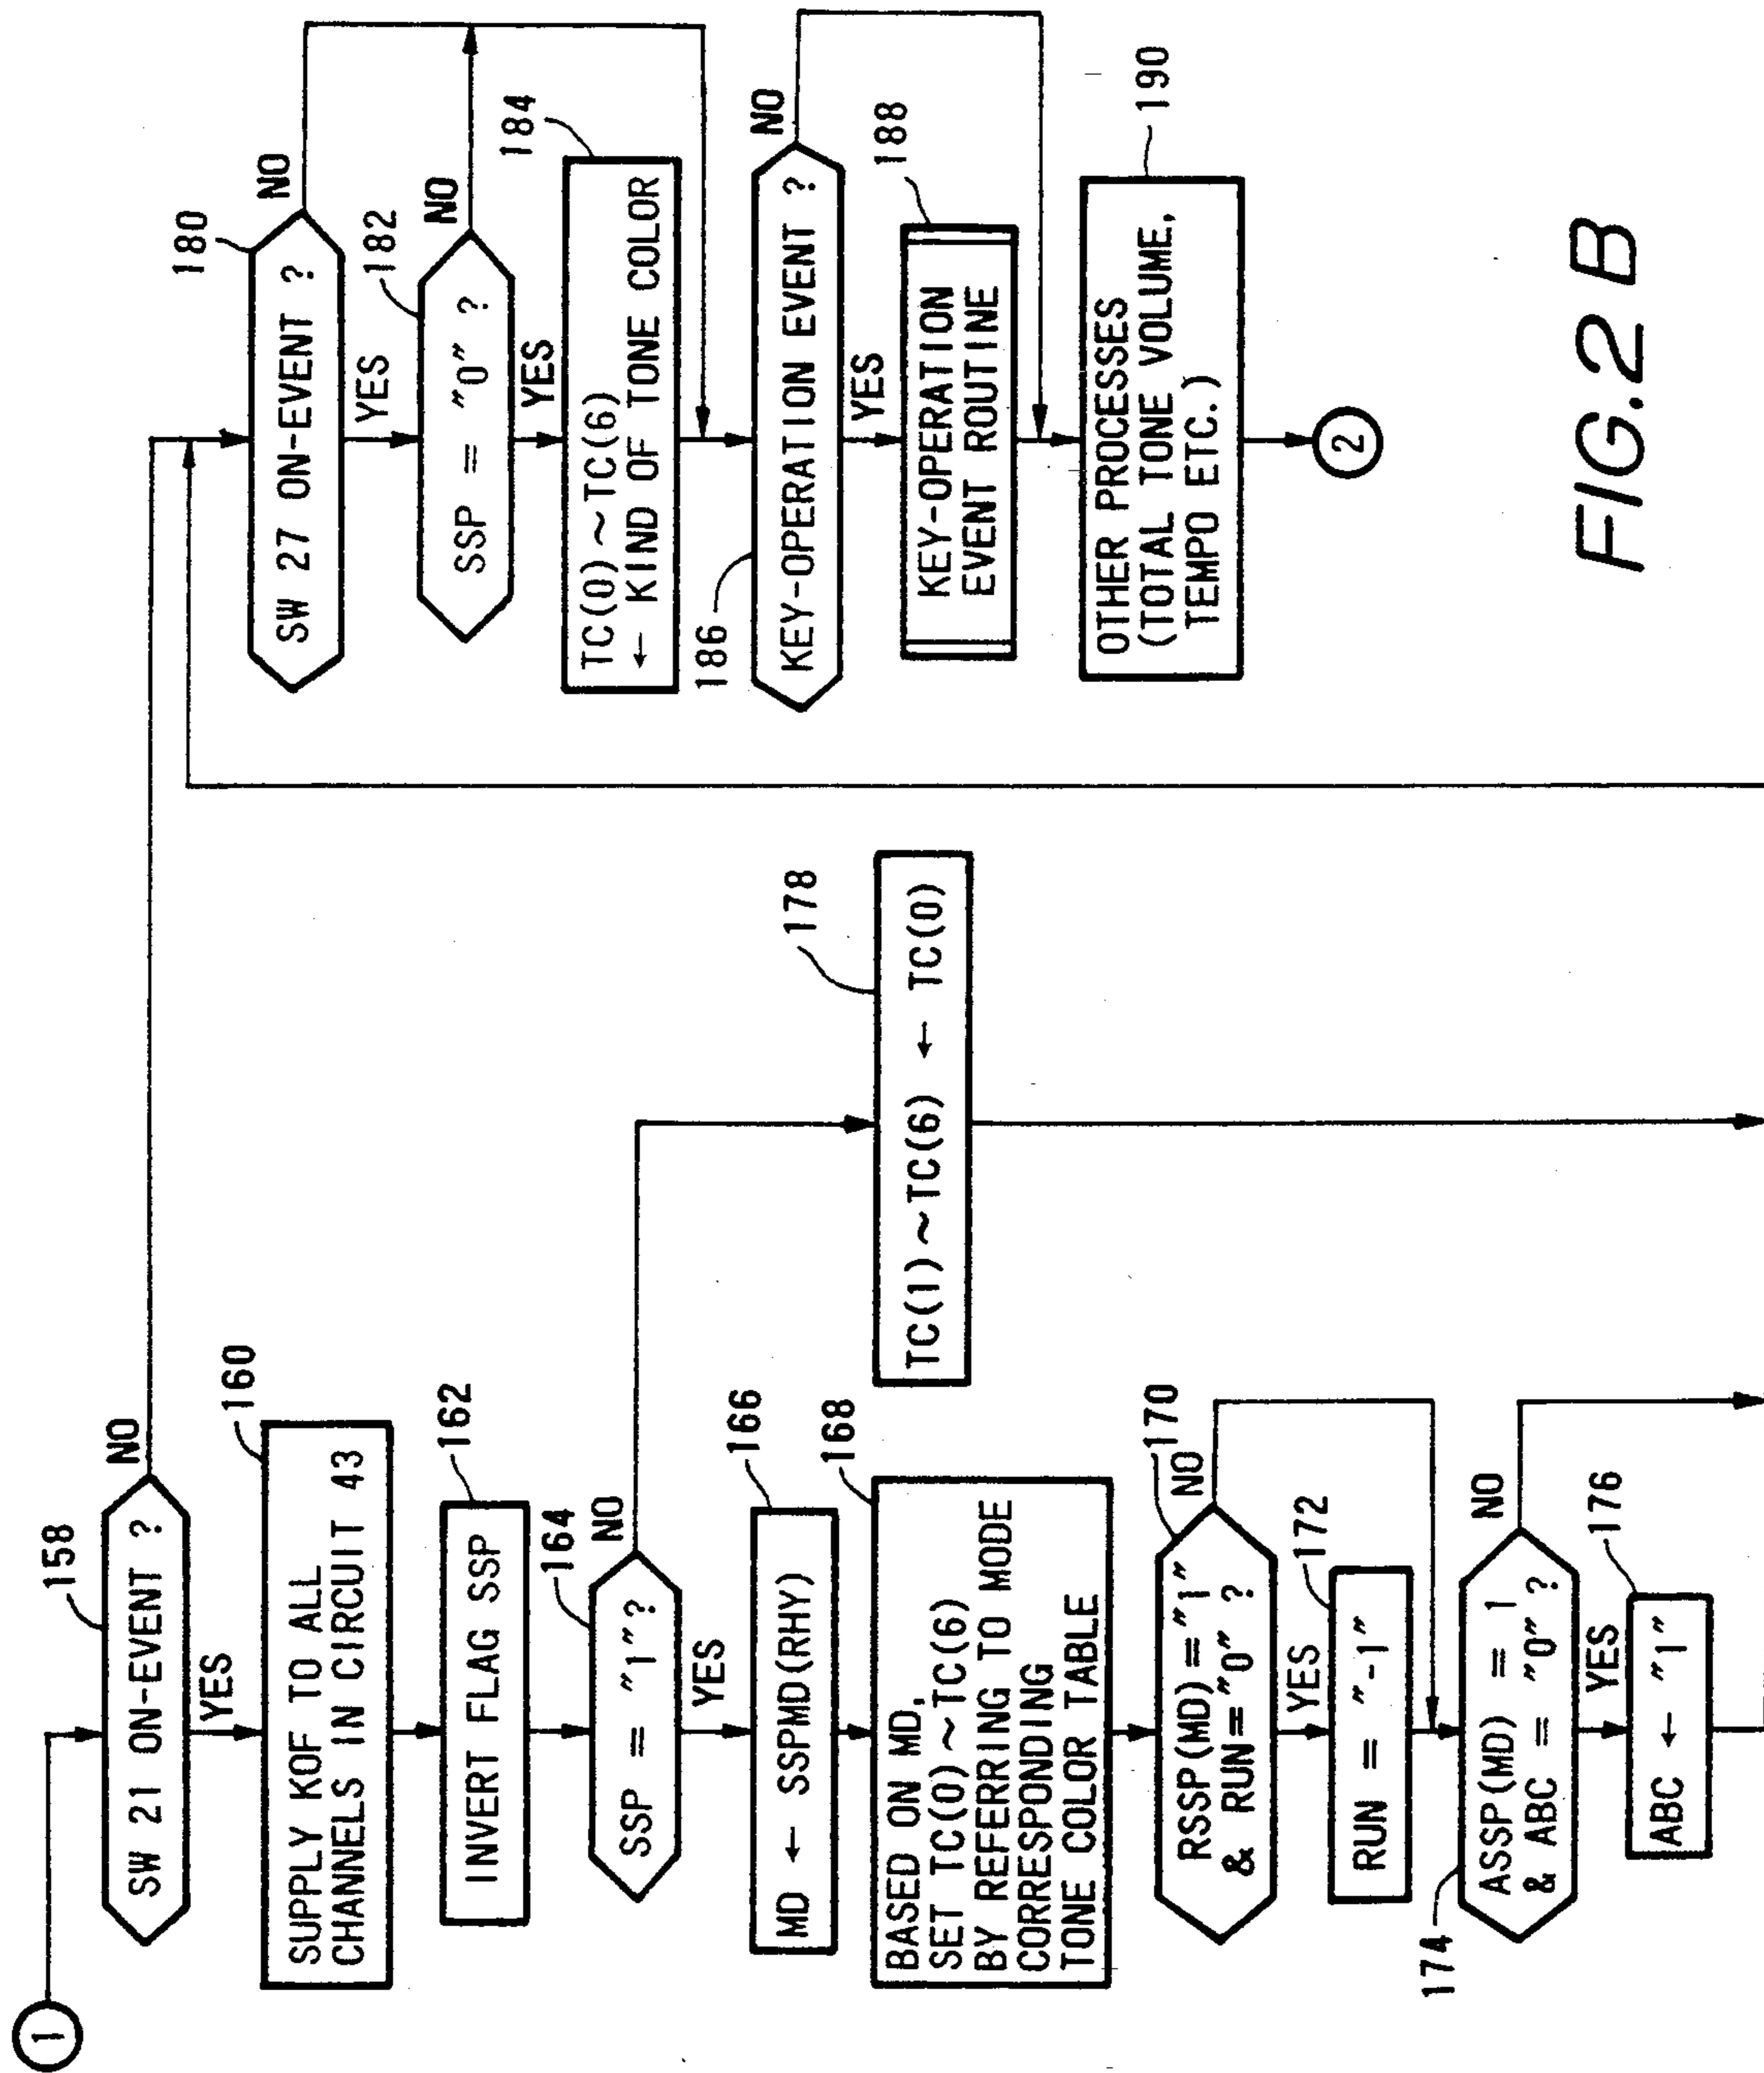 1
158
SW 21 ON-EVENT ?
NO
YES
160
SUPPLY KOF TO ALL
CHANNELS IN CIRCUIT 43
162
INVERT FLAG SSP
164
SSP = "1"?
NO
YES
166
MD ← SSPMD(RHY)
168
BASED ON MD,
SET TC(0)~TC(6)
BY REFERRING TO MODE
CORRESPONDING
TONE COLOR TABLE
170
RSSP(MD)="1"
& RUN="0" ?
NO
YES
172
RUN = "-1"
174
ASSP(MD) = 1
& ABC = "0" ?
NO
YES
176
ABC ← "1"
178
TC(1)~TC(6) ← TC(0)
180
SW 27 ON-EVENT ?
NO
YES
182
SSP = "0" ?
NO
YES
184
TC(0)~TC(6)
← KIND OF TONE COLOR
186
KEY-OPERATION EVENT ?
NO
YES
188
KEY-OPERATION
EVENT ROUTINE
190
OTHER PROCESSES
(TOTAL TONE VOLUME,
TEMPO ETC.)
2
FIG.2 B